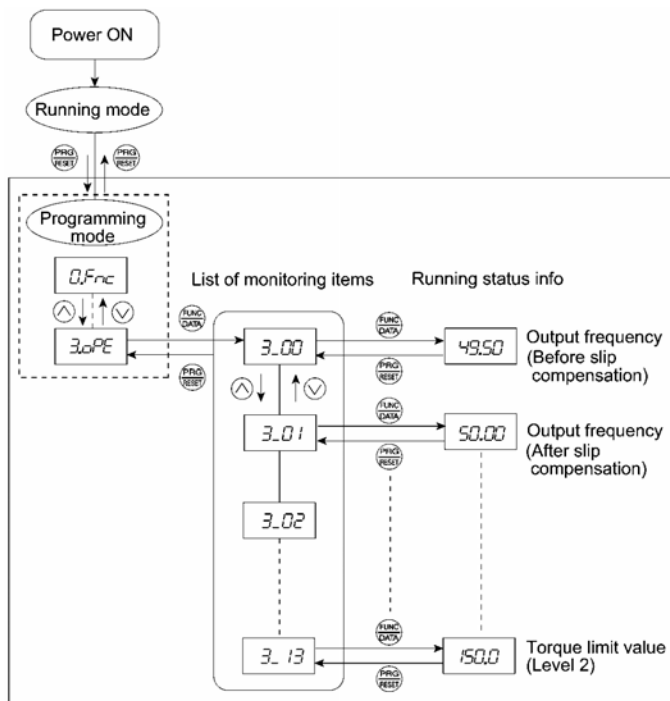 Power ON
Running mode
PRG
RESET
PRG
RESET
Programming
mode
0.Fnc
3.oPE
List of monitoring items
Running status info
FUNC
DATA
PRG
RESET
3_00
FUNC
DATA
PRG
RESET
49.50
Output frequency
(Before slip
compensation)
3_01
FUNC
DATA
PRG
RESET
50.00
Output frequency
(After slip
compensation)
3_02
3_13
FUNC
DATA
PRG
RESET
150.0
Torque limit value
(Level 2)